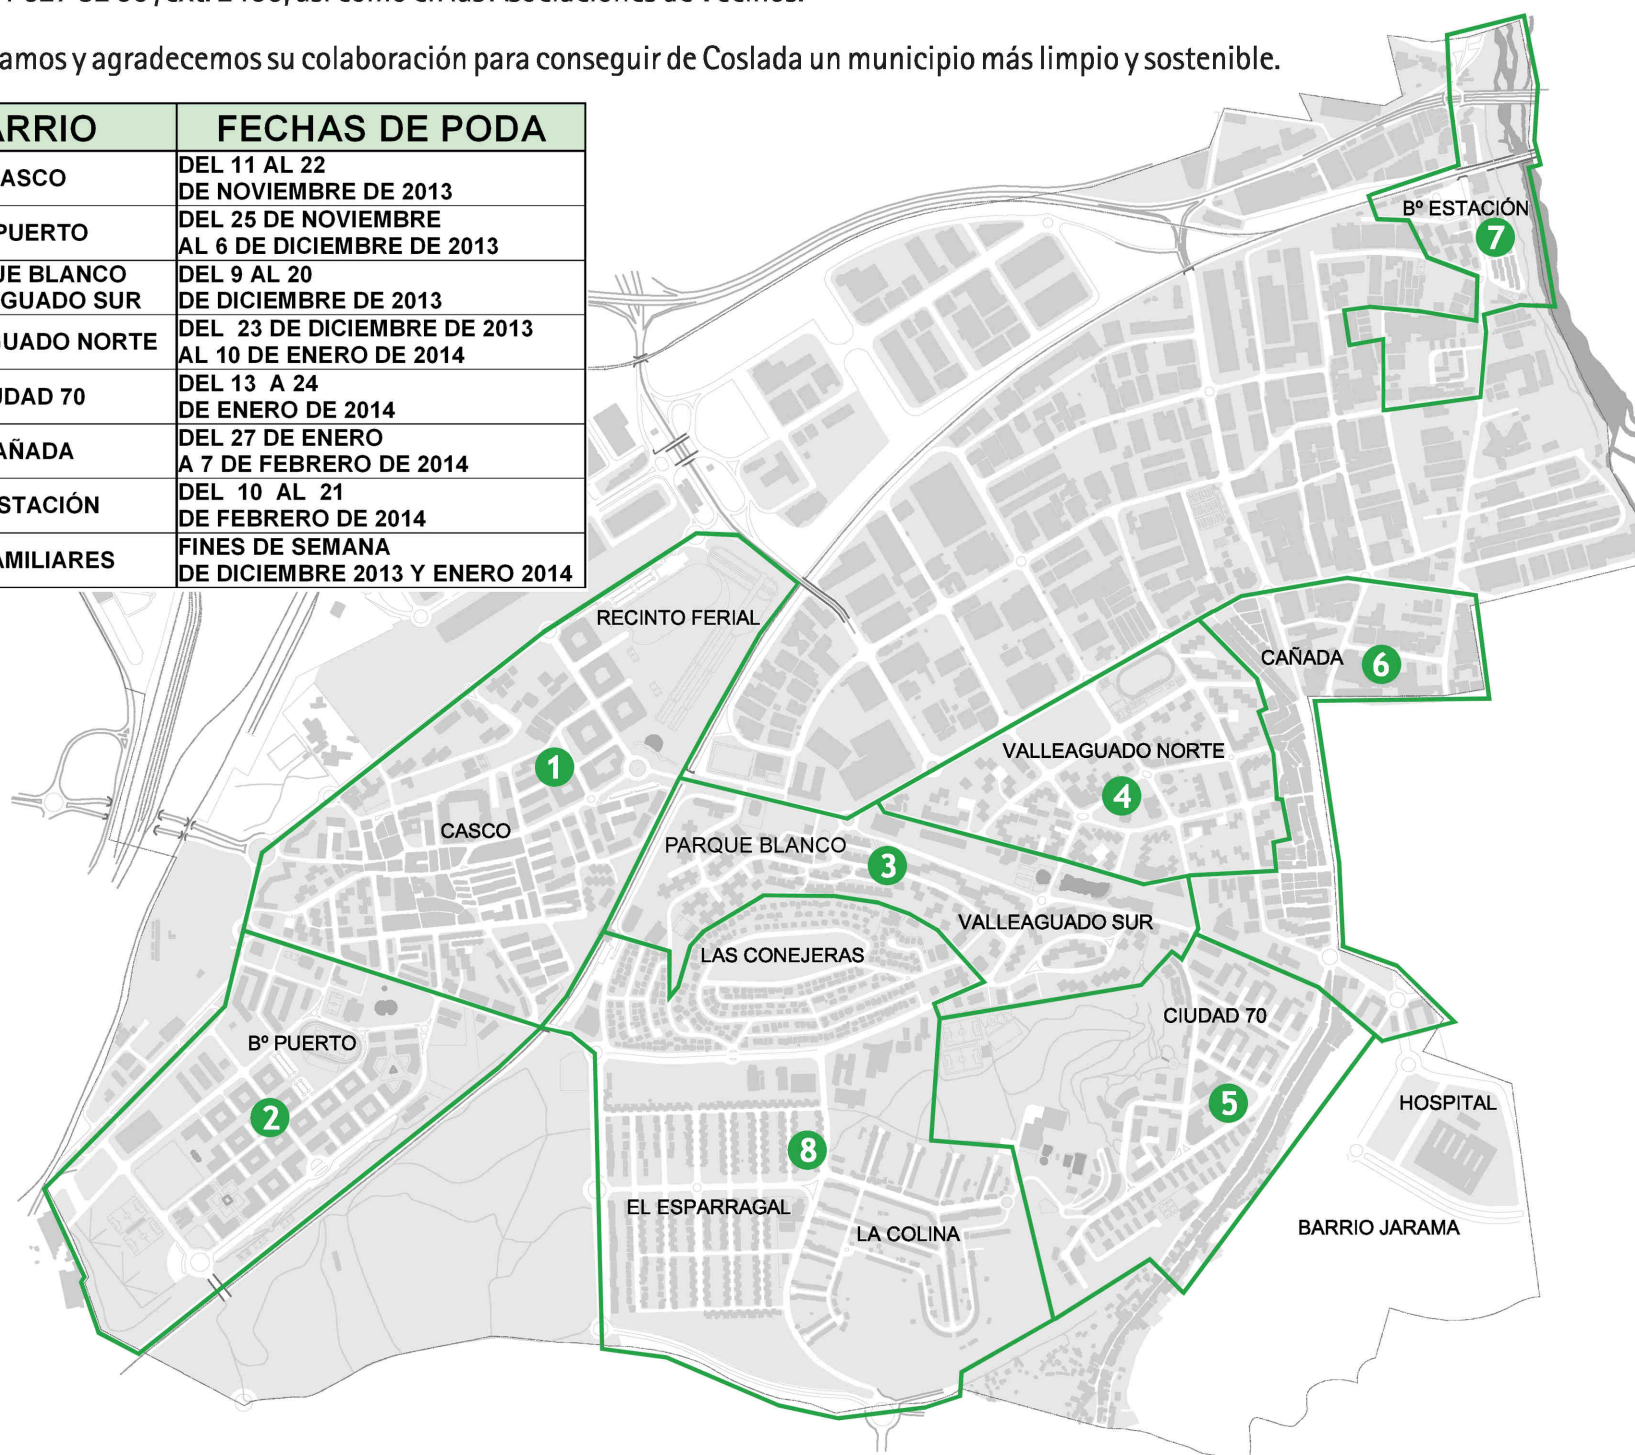 amos y agradecemos su colaboración para conseguir de Coslada un municipio más limpio y sostenible.
ARRIO
FECHAS DE PODA
ASCO
DEL 11 AL 22
DE NOVIEMBRE DE 2013
PUERTO
DEL 25 DE NOVIEMBRE
AL 6 DE DICIEMBRE DE 2013
UE BLANCO
GUADO SUR
DEL 9 AL 20
DE DICIEMBRE DE 2013
GUADO NORTE
DEL 23 DE DICIEMBRE DE 2013
AL 10 DE ENERO DE 2014
UDAD 70
DEL 13 A 24
DE ENERO DE 2014
AÑADA
DEL 27 DE ENERO
A 7 DE FEBRERO DE 2014
STACIÓN
DEL 10 AL 21
DE FEBRERO DE 2014
AMILIARES
FINES DE SEMANA
DE DICIEMBRE 2013 Y ENERO 2014
Bº ESTACIÓN
7
RECINTO FERIAL
CAÑADA
6
VALLEAGUADO NORTE
4
1
CASCO
PARQUE BLANCO
3
VALLEAGUADO SUR
LAS CONEJERAS
CIUDAD 70
5
Bº PUERTO
2
HOSPITAL
8
EL ESPARRAGAL
LA COLINA
BARRIO JARAMA